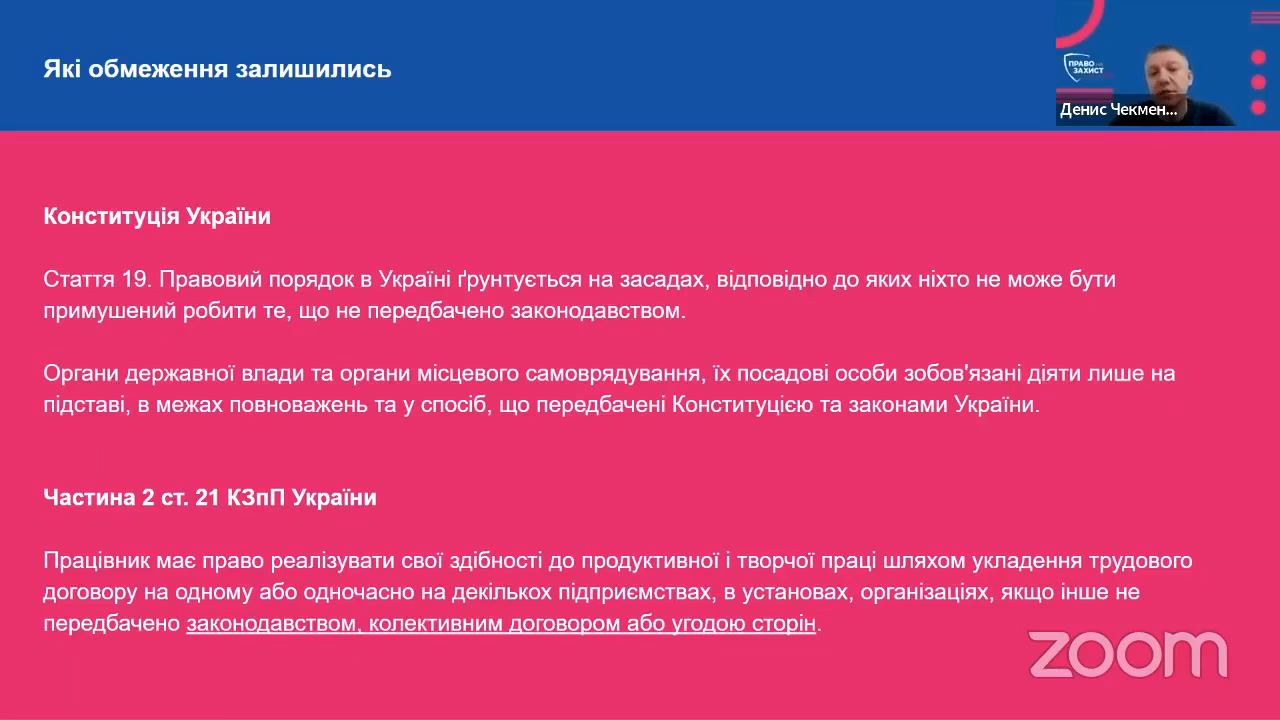 Які обмеження залишились
ПРАВО НА
ЗАХИСТ
Денис Чекмен...
Конституція України
Стаття 19. Правовий порядок в Україні ґрунтується на засадах, відповідно до яких ніхто не може бути
примушений робити те, що не передбачено законодавством.
Органи державної влади та органи місцевого самоврядування, їх посадові особи зобов'язані діяти лише на
підставі, в межах повноважень та у спосіб, що передбачені Конституцією та законами України.
Частина 2 ст. 21 КЗпП України
Працівник має право реалізувати свої здібності до продуктивної і творчої праці шляхом укладення трудового
договору на одному або одночасно на декількох підприємствах, в установах, організаціях, якщо інше не
передбачено законодавством, колективним договором або угодою сторін.
zoom